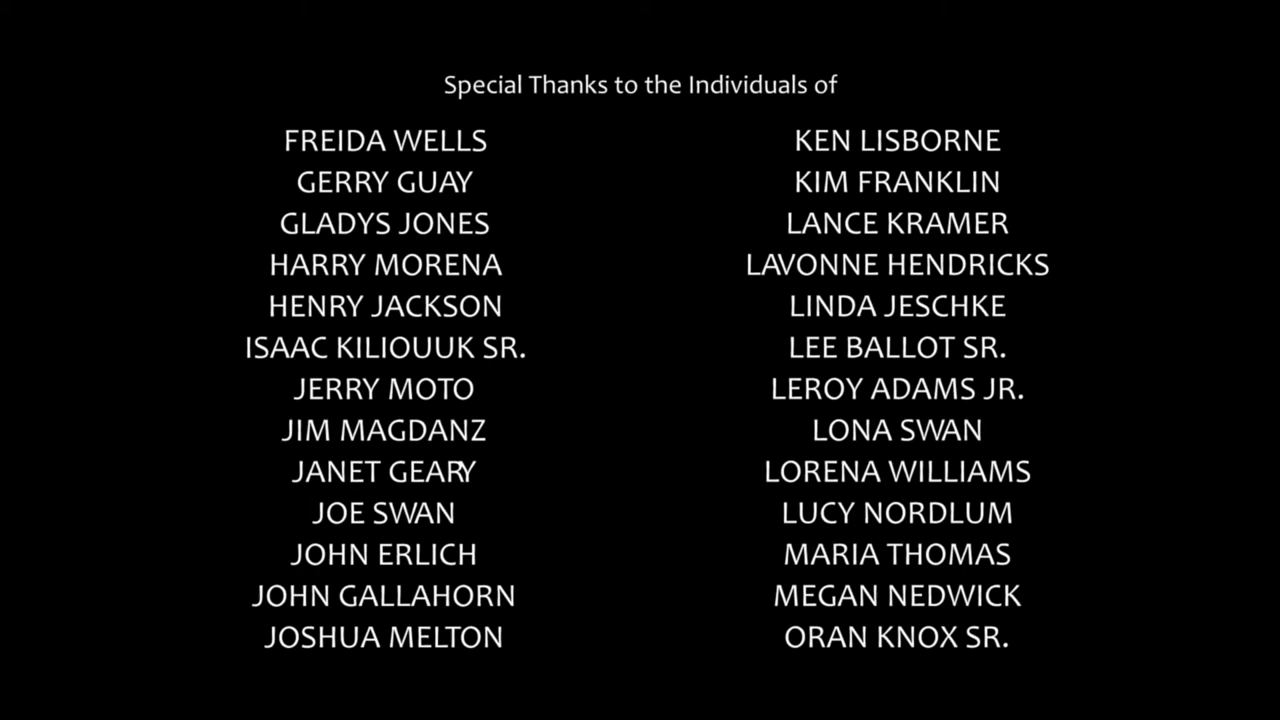 Special Thanks to the Individuals of
FREIDA WELLS
GERRY GUAY
GLADYS JONES
HARRY MORENA
HENRY JACKSON
ISAAC KILIOUUK SR.
JERRY MOTO
JIM MAGDANZ
JANET GEARY
JOE SWAN
JOHN ERLICH
JOHN GALLAHORN
JOSHUA MELTON
KEN LISBORNE
KIM FRANKLIN
LANCE KRAMER
LAVONNE HENDRICKS
LINDA JESCHKE
LEE BALLOT SR.
LEROY ADAMS JR.
LONA SWAN
LORENA WILLIAMS
LUCY NORDLUM
MARIA THOMAS
MEGAN NEDWICK
ORAN KNOX SR.